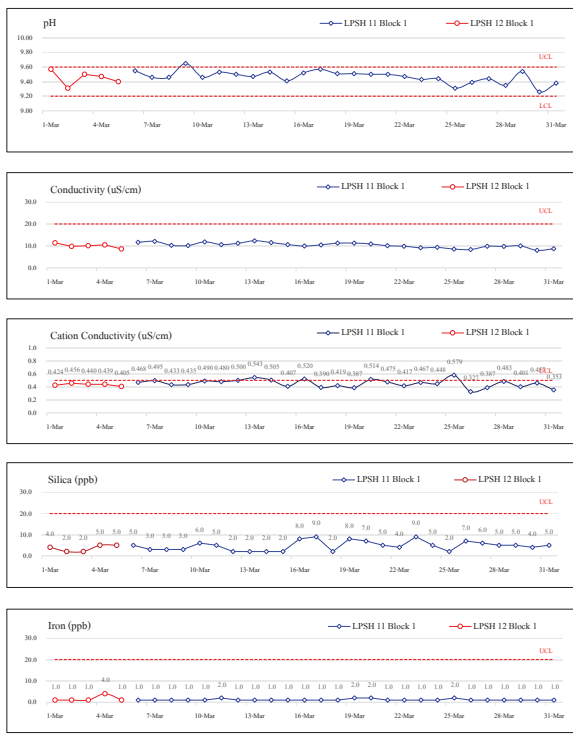 pH
LPSH 11 Block 1 LPSH 12 Block 1
10.00
9.80
UCL
9.60
9.40
9.20
LCL
9.00
1-Mar 4-Mar 7-Mar 10-Mar 13-Mar 16-Mar 19-Mar 22-Mar 25-Mar 28-Mar 31-Mar
Conductivity (uS/cm)
LPSH 11 Block 1 LPSH 12 Block 1
30.0
UCL
20.0
10.0
0.0
1-Mar 4-Mar 7-Mar 10-Mar 13-Mar 16-Mar 19-Mar 22-Mar 25-Mar 28-Mar 31-Mar
Cation Conductivity (uS/cm)
LPSH 11 Block 1 LPSH 12 Block 1
1.0
0.8
0.424 0.456 0.440 0.439 0.405 0.468 0.495 0.433 0.435 0.490 0.480 0.500 0.543 0.505 0.407 0.520 0.390 0.419 0.387 0.514 0.475 0.417 0.467 0.448 0.579 0.387 0.483 0.401 0.353
UCL
0.6
0.4
0.2
0.0
1-Mar 4-Mar 7-Mar 10-Mar 13-Mar 16-Mar 19-Mar 22-Mar 25-Mar 28-Mar 31-Mar
Silica (ppb)
LPSH 11 Block 1 LPSH 12 Block 1
30.0
UCL
20.0
4.0 2.0 2.0 5.0 5.0 5.0 3.0 3.0 3.0 6.0 5.0 2.0 2.0 2.0 2.0 8.0 9.0 2.0 8.0 7.0 5.0 4.0 9.0 5.0 2.0 7.0 6.0 5.0 5.0 4.0 5.0
10.0
0.0
1-Mar 4-Mar 7-Mar 10-Mar 13-Mar 16-Mar 19-Mar 22-Mar 25-Mar 28-Mar 31-Mar
Iron (ppb)
LPSH 11 Block 1 LPSH 12 Block 1
30.0
UCL
20.0
1.0 1.0 1.0 4.0 1.0 1.0 1.0 1.0 1.0 1.0 2.0 1.0 1.0 1.0 1.0 1.0 1.0 1.0 2.0 2.0 1.0 1.0 1.0 1.0 2.0 1.0 1.0 1.0 1.0 1.0 1.0
10.0
0.0
1-Mar 4-Mar 7-Mar 10-Mar 13-Mar 16-Mar 19-Mar 22-Mar 25-Mar 28-Mar 31-Mar